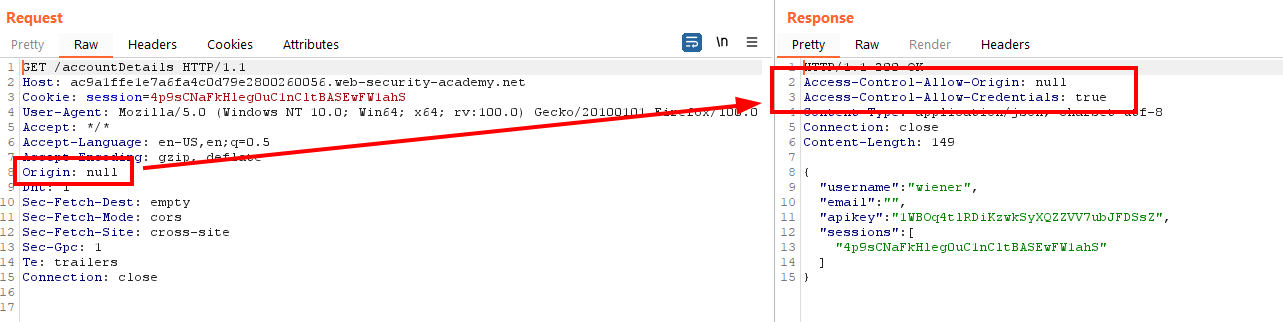 Request
Pretty Raw Headers Cookies Attributes
\n
1 GET /accountDetails HTTP/1.1
2 Host: ac9a1ffe1e7a6fa4c0d79e2800260056.web-security-academy.net
3 Cookie: session=4p9sCNaFkHlegOuClnCltBASEwFWlahS
4 User-Agent: Mozilla/5.0 (Windows NT 10.0; Win64; x64; rv:100.0) Gecko/20100101 Firefox/100.0
5 Accept: */*
6 Accept-Language: en-US,en;q=0.5
7 Accept-Encoding: gzip, deflate
8 Origin: null
9 Dnt: 1
10 Sec-Fetch-Dest: empty
11 Sec-Fetch-Mode: cors
12 Sec-Fetch-Site: cross-site
13 Sec-Gpc: 1
14 Te: trailers
15 Connection: close
16
17
Response
Pretty Raw Render Headers
1 HTTP/1.1 200 OK
2 Access-Control-Allow-Origin: null
3 Access-Control-Allow-Credentials: true
4 Content-Type: application/json; charset=utf-8
5 Connection: close
6 Content-Length: 149
7
8 {
9 "username":"wiener",
10 "email":"",
11 "apikey":"1WBOq4tlRDiKzwkSyXQZZVV7ubJFDSsZ",
12 "sessions":[
13 "4p9sCNaFkHlegOuClnCltBASEwFWlahS"
14 ]
15 }